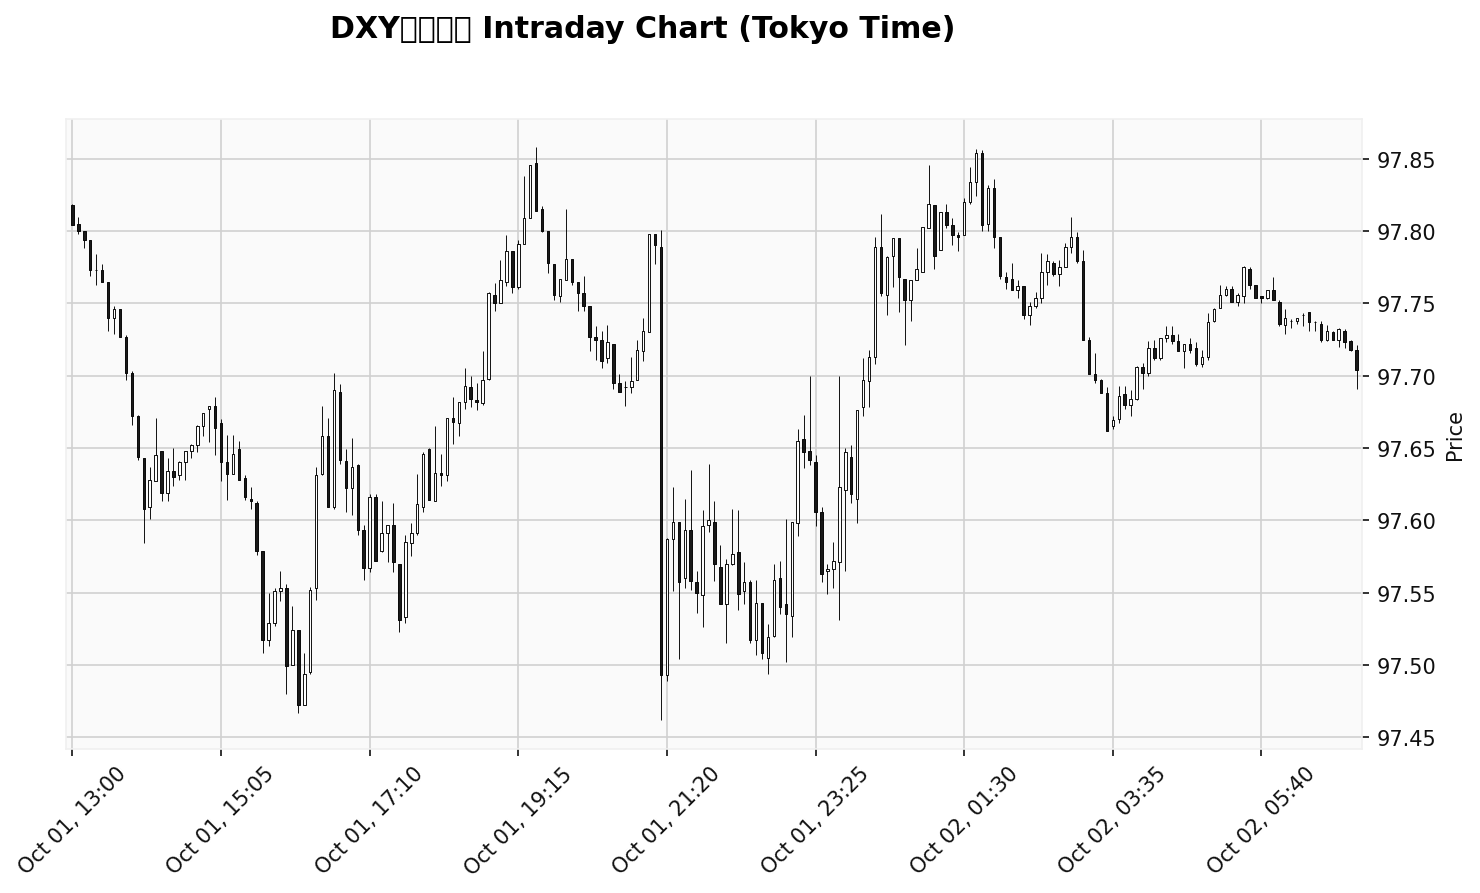 DXY Intraday Chart (Tokyo Time)
97.85
97.80
97.75
97.70
97.65
97.60
97.55
97.50
97.45
Price
Oct 01, 13:00
Oct 01, 15:05
Oct 01, 17:10
Oct 01, 19:15
Oct 01, 21:20
Oct 01, 23:25
Oct 02, 01:30
Oct 02, 03:35
Oct 02, 05:40